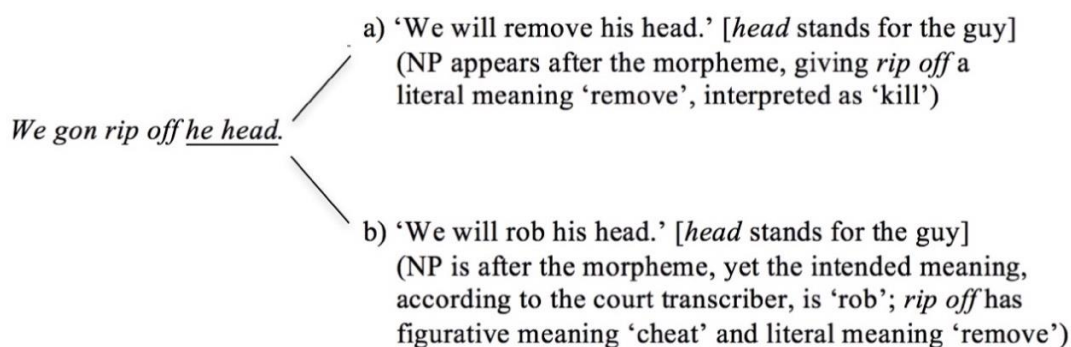 a) ‘We will remove his head.’ [head stands for the guy]
(NP appears after the morpheme, giving rip off a
literal meaning ‘remove’, interpreted as ‘kill’)
We gon rip off he head.
b) ‘We will rob his head.’ [head stands for the guy]
(NP is after the morpheme, yet the intended meaning,
according to the court transcriber, is ‘rob’; rip off has
figurative meaning ‘cheat’ and literal meaning ‘remove’)